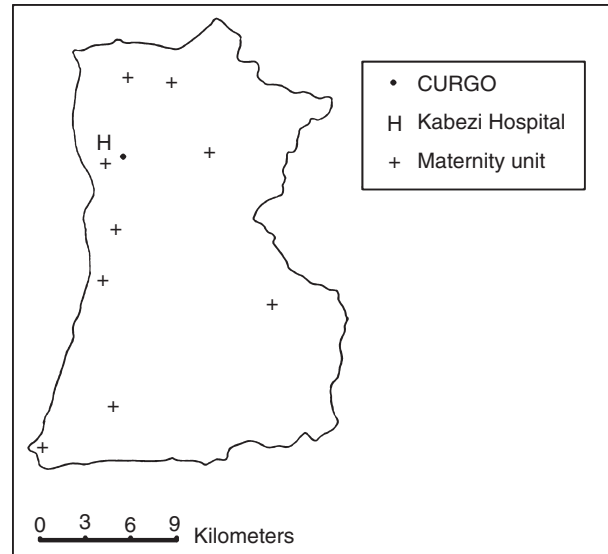 • CURGO
H Kabezi Hospital
+ Maternity unit
H
0 3 6 9 Kilometers